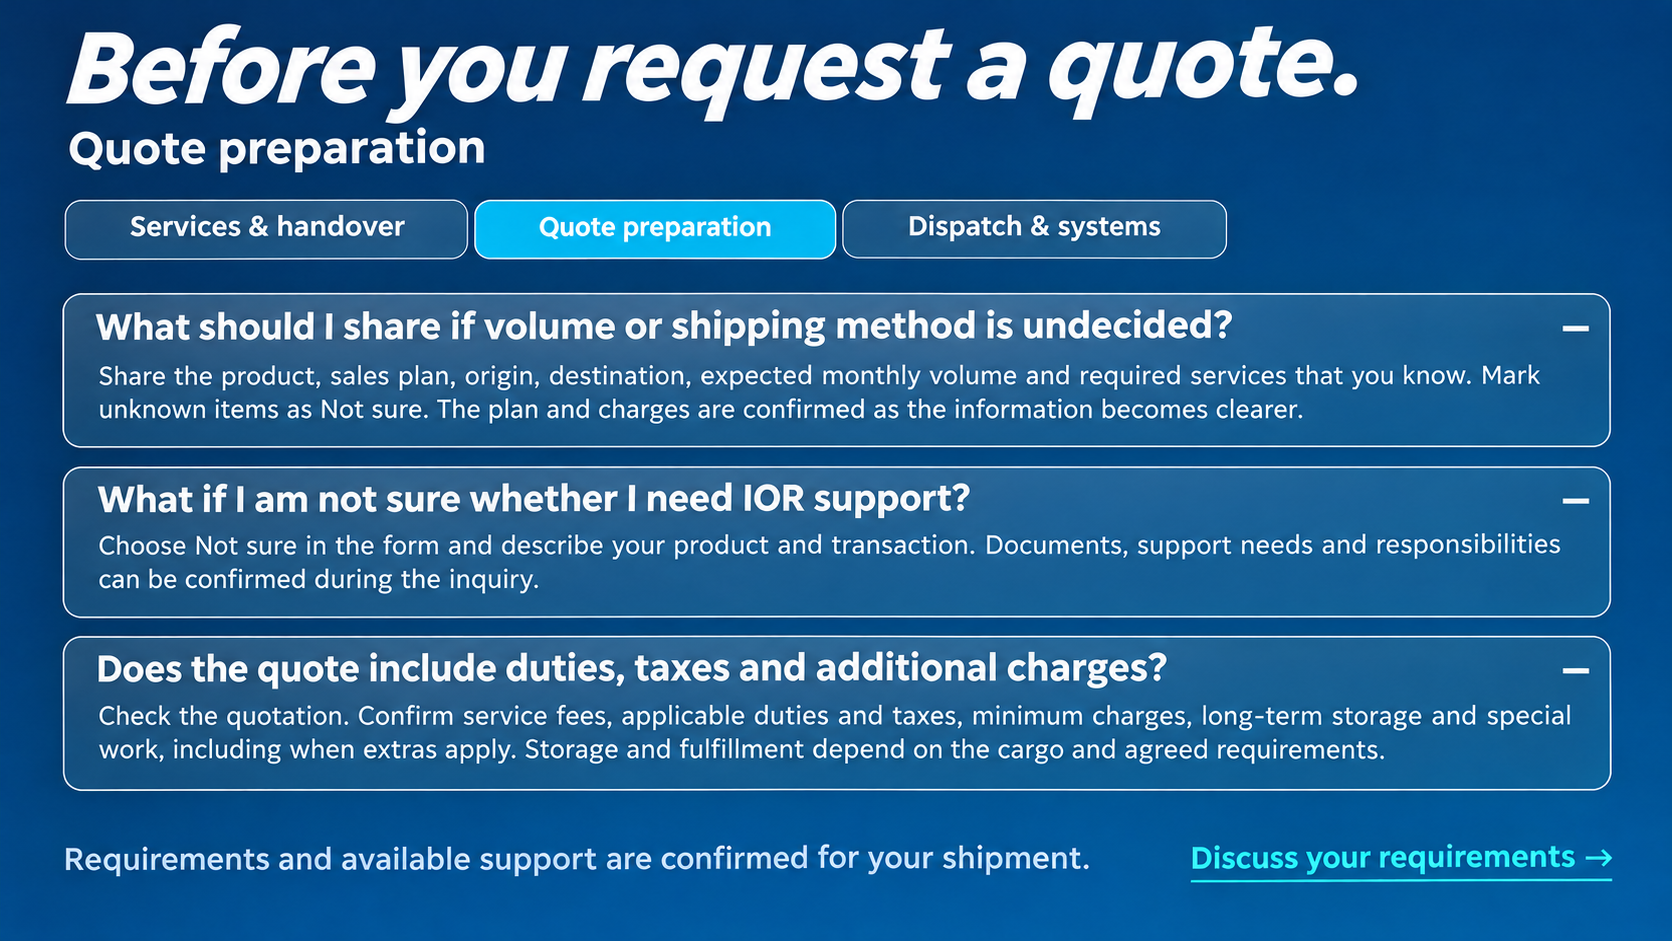 Before you request a quote.
Quote preparation
Services & handover
Quote preparation
Dispatch & systems
What should I share if volume or shipping method is undecided?
Share the product, sales plan, origin, destination, expected monthly volume and required services that you know. Mark
unknown items as Not sure. The plan and charges are confirmed as the information becomes clearer.
What if I am not sure whether I need IOR support?
Choose Not sure in the form and describe your product and transaction. Documents, support needs and responsibilities
can be confirmed during the inquiry.
Does the quote include duties, taxes and additional charges?
Check the quotation. Confirm service fees, applicable duties and taxes, minimum charges, long-term storage and special
work, including when extras apply. Storage and fulfillment depend on the cargo and agreed requirements.
Requirements and available support are confirmed for your shipment.
Discuss your requirements →